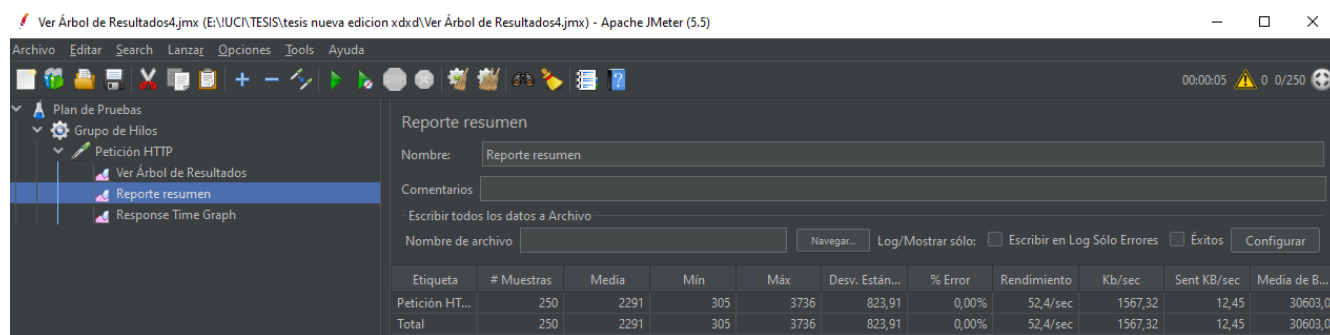 Ver Árbol de Resultados4.jmx (E:\!UCI\TESIS\tesis nueva edicion xdxd\Ver Árbol de Resultados4.jmx) - Apache JMeter (5.5)
Archivo Editar Search Lanzar Opciones Tools Ayuda
00:00:05 0 0/250
Plan de Pruebas
Grupo de Hilos
Petición HTTP
Ver Árbol de Resultados
Reporte resumen
Response Time Graph
Reporte resumen
Nombre: Reporte resumen
Comentarios
Escribir todos los datos a Archivo
Nombre de archivo Navegar... Log/Mostrar sólo: Escribir en Log Sólo Errores Éxitos Configurar
Etiqueta # Muestras Media Mín Máx Desv. Están... % Error Rendimiento Kb/sec Sent KB/sec Media de B...
Petición HT... 250 2291 305 3736 823,91 0,00% 52,4/sec 1567,32 12,45 30603,0
Total 250 2291 305 3736 823,91 0,00% 52,4/sec 1567,32 12,45 30603,0